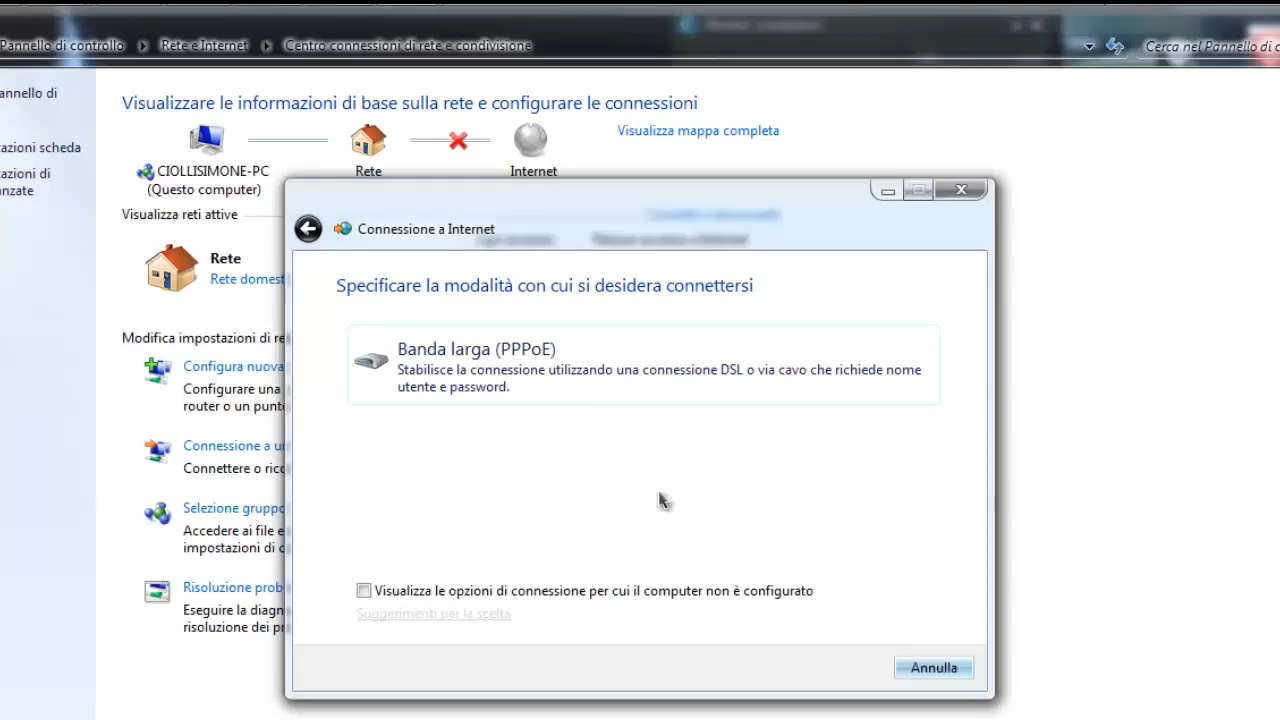 Pannello di controllo
Rete e Internet
Centro connessioni di rete e condivisione
Cerca nel Pannello di c
annello di
azioni scheda
azioni di
nzate
Visualizzare le informazioni di base sulla rete e configurare le connessioni
Visualizza mappa completa
CIOLLISIMONE-PC
(Questo computer)
Rete
Internet
Visualizza reti attive
Rete
Rete domest
Modifica impostazioni di re
Configura nuova
Configurare una
router o un punt
Connessione a u
Connettere o rico
Selezione gruppo
Accedere ai file e
impostazioni di c
Risoluzione prob
Eseguire la diagn
risoluzione dei pr
Connessione a Internet
Specificare la modalità con cui si desidera connettersi
Banda larga (PPPoE)
Stabilisce la connessione utilizzando una connessione DSL o via cavo che richiede nome
utente e password.
Visualizza le opzioni di connessione per cui il computer non è configurato
Suggerimenti per la scelta
Annulla